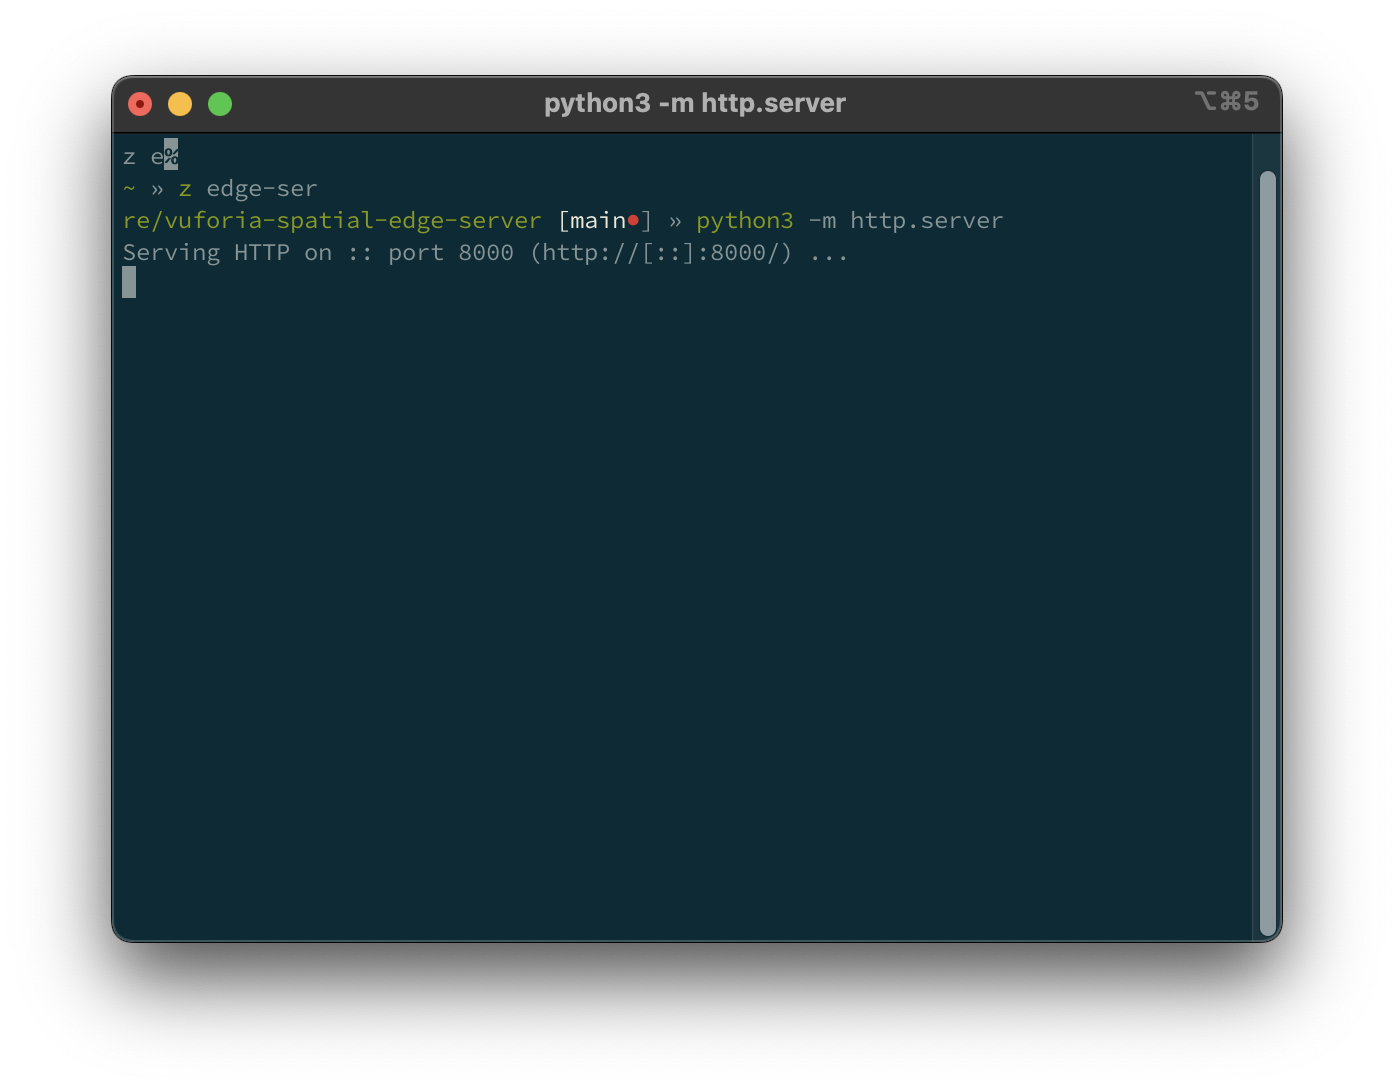 python3 -m http.server ⌥⌘5
z e%
~ » z edge-ser
re/vuforia-spatial-edge-server [main●] » python3 -m http.server
Serving HTTP on :: port 8000 (http://[::]:8000/) ...